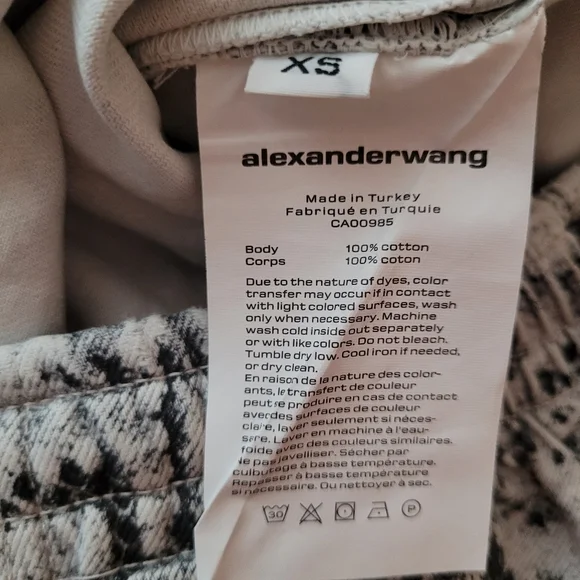 XS
alexanderwang
Made in Turkey
Fabriqué en Turquie
CA00985
Body 100% cotton
Corps 100% coton
Due to the nature of dyes, color
transfer may occur if in contact
with light colored surfaces, wash
only when necessary. Machine
wash cold inside out separately
or with like colors. Do not bleach.
Tumble dry low. Cool iron if needed,
or dry clean.
En raison de la nature des color-
ants, le transfert de couleur
peut se produire en cas de contact
avec des surfaces de couleur
claire, laver seulement si néces-
saire. Laver en machine à l'eau
froide avec des couleurs similaires.
Ne pas javelliser. Sécher par
culbutage à basse température.
Repasser à basse température
si nécessaire. Ou nettoyer à sec.
30 P